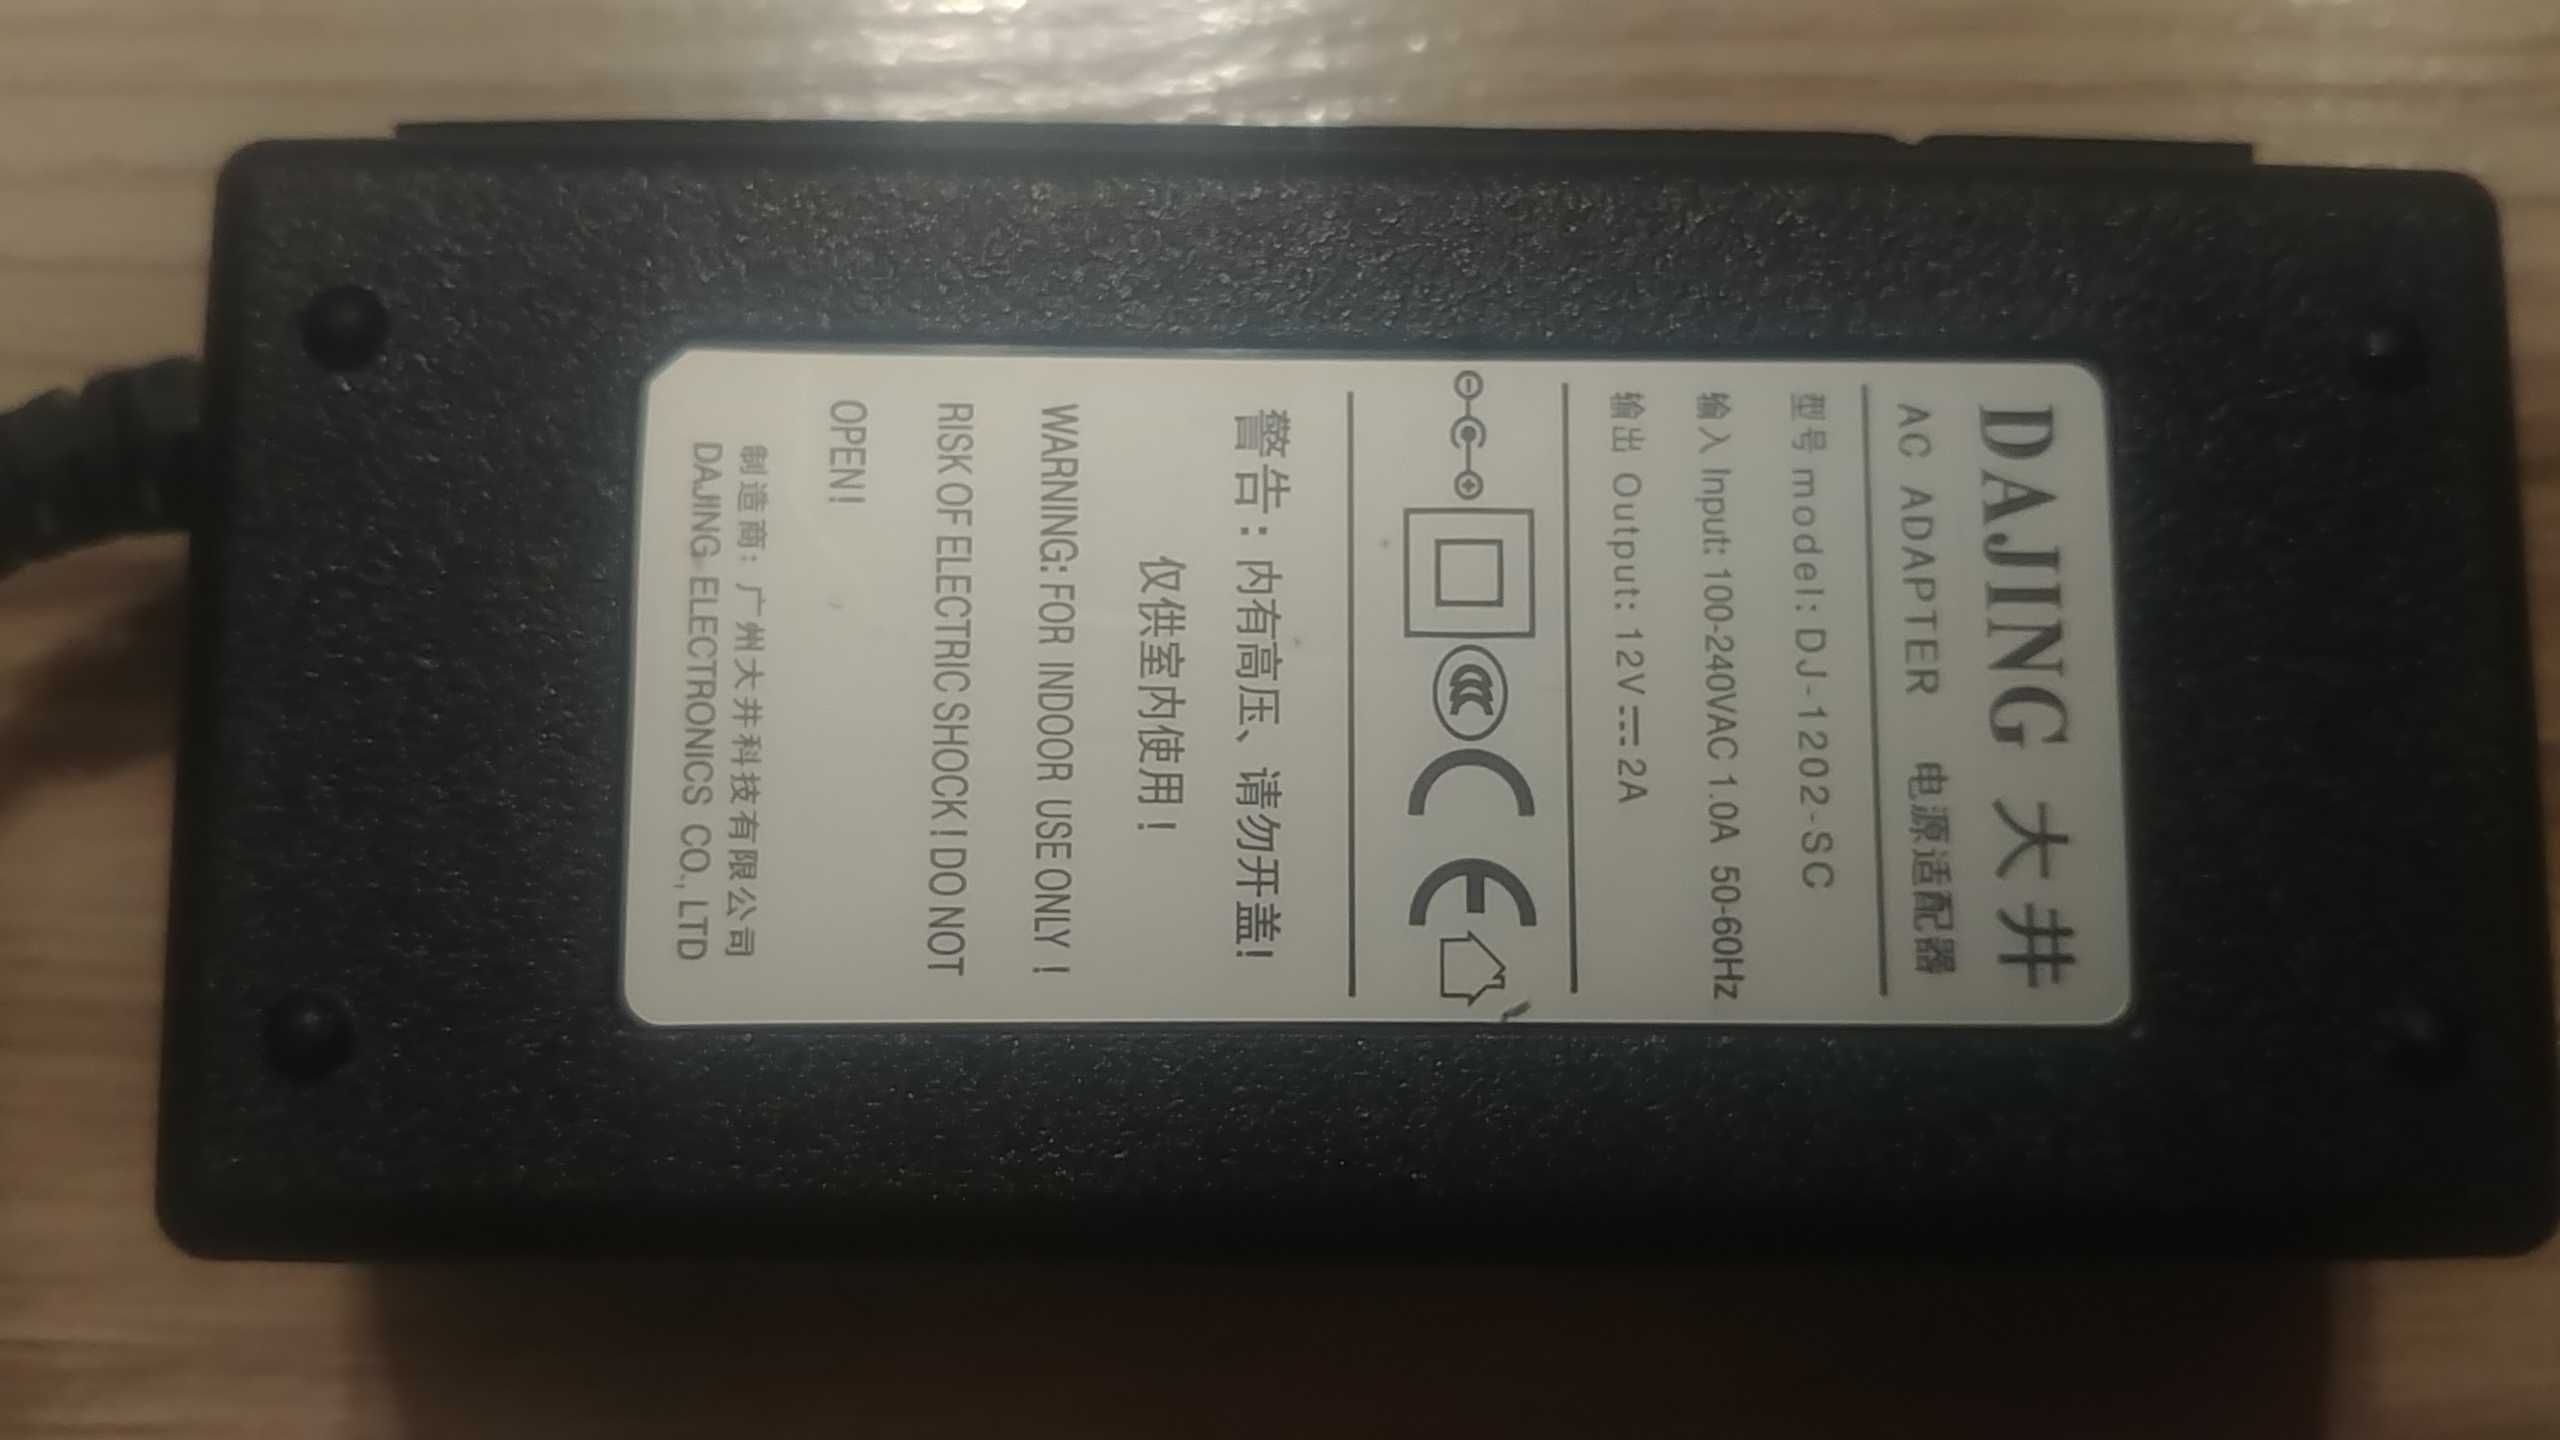 DAJING 大井
AC ADAPTER 电源适配器
型号 model: DJ-1202-SC
输入 Input: 100-240VAC 1.0A 50-60Hz
输出 Output: 12V⎓2A
CCC CE
警告：内有高压、请勿开盖！
仅供室内使用！
WARNING: FOR INDOOR USE ONLY !
RISK OF ELECTRIC SHOCK ! DO NOT
OPEN!
制造商：广州大井科技有限公司
DAJING ELECTRONICS CO., LTD